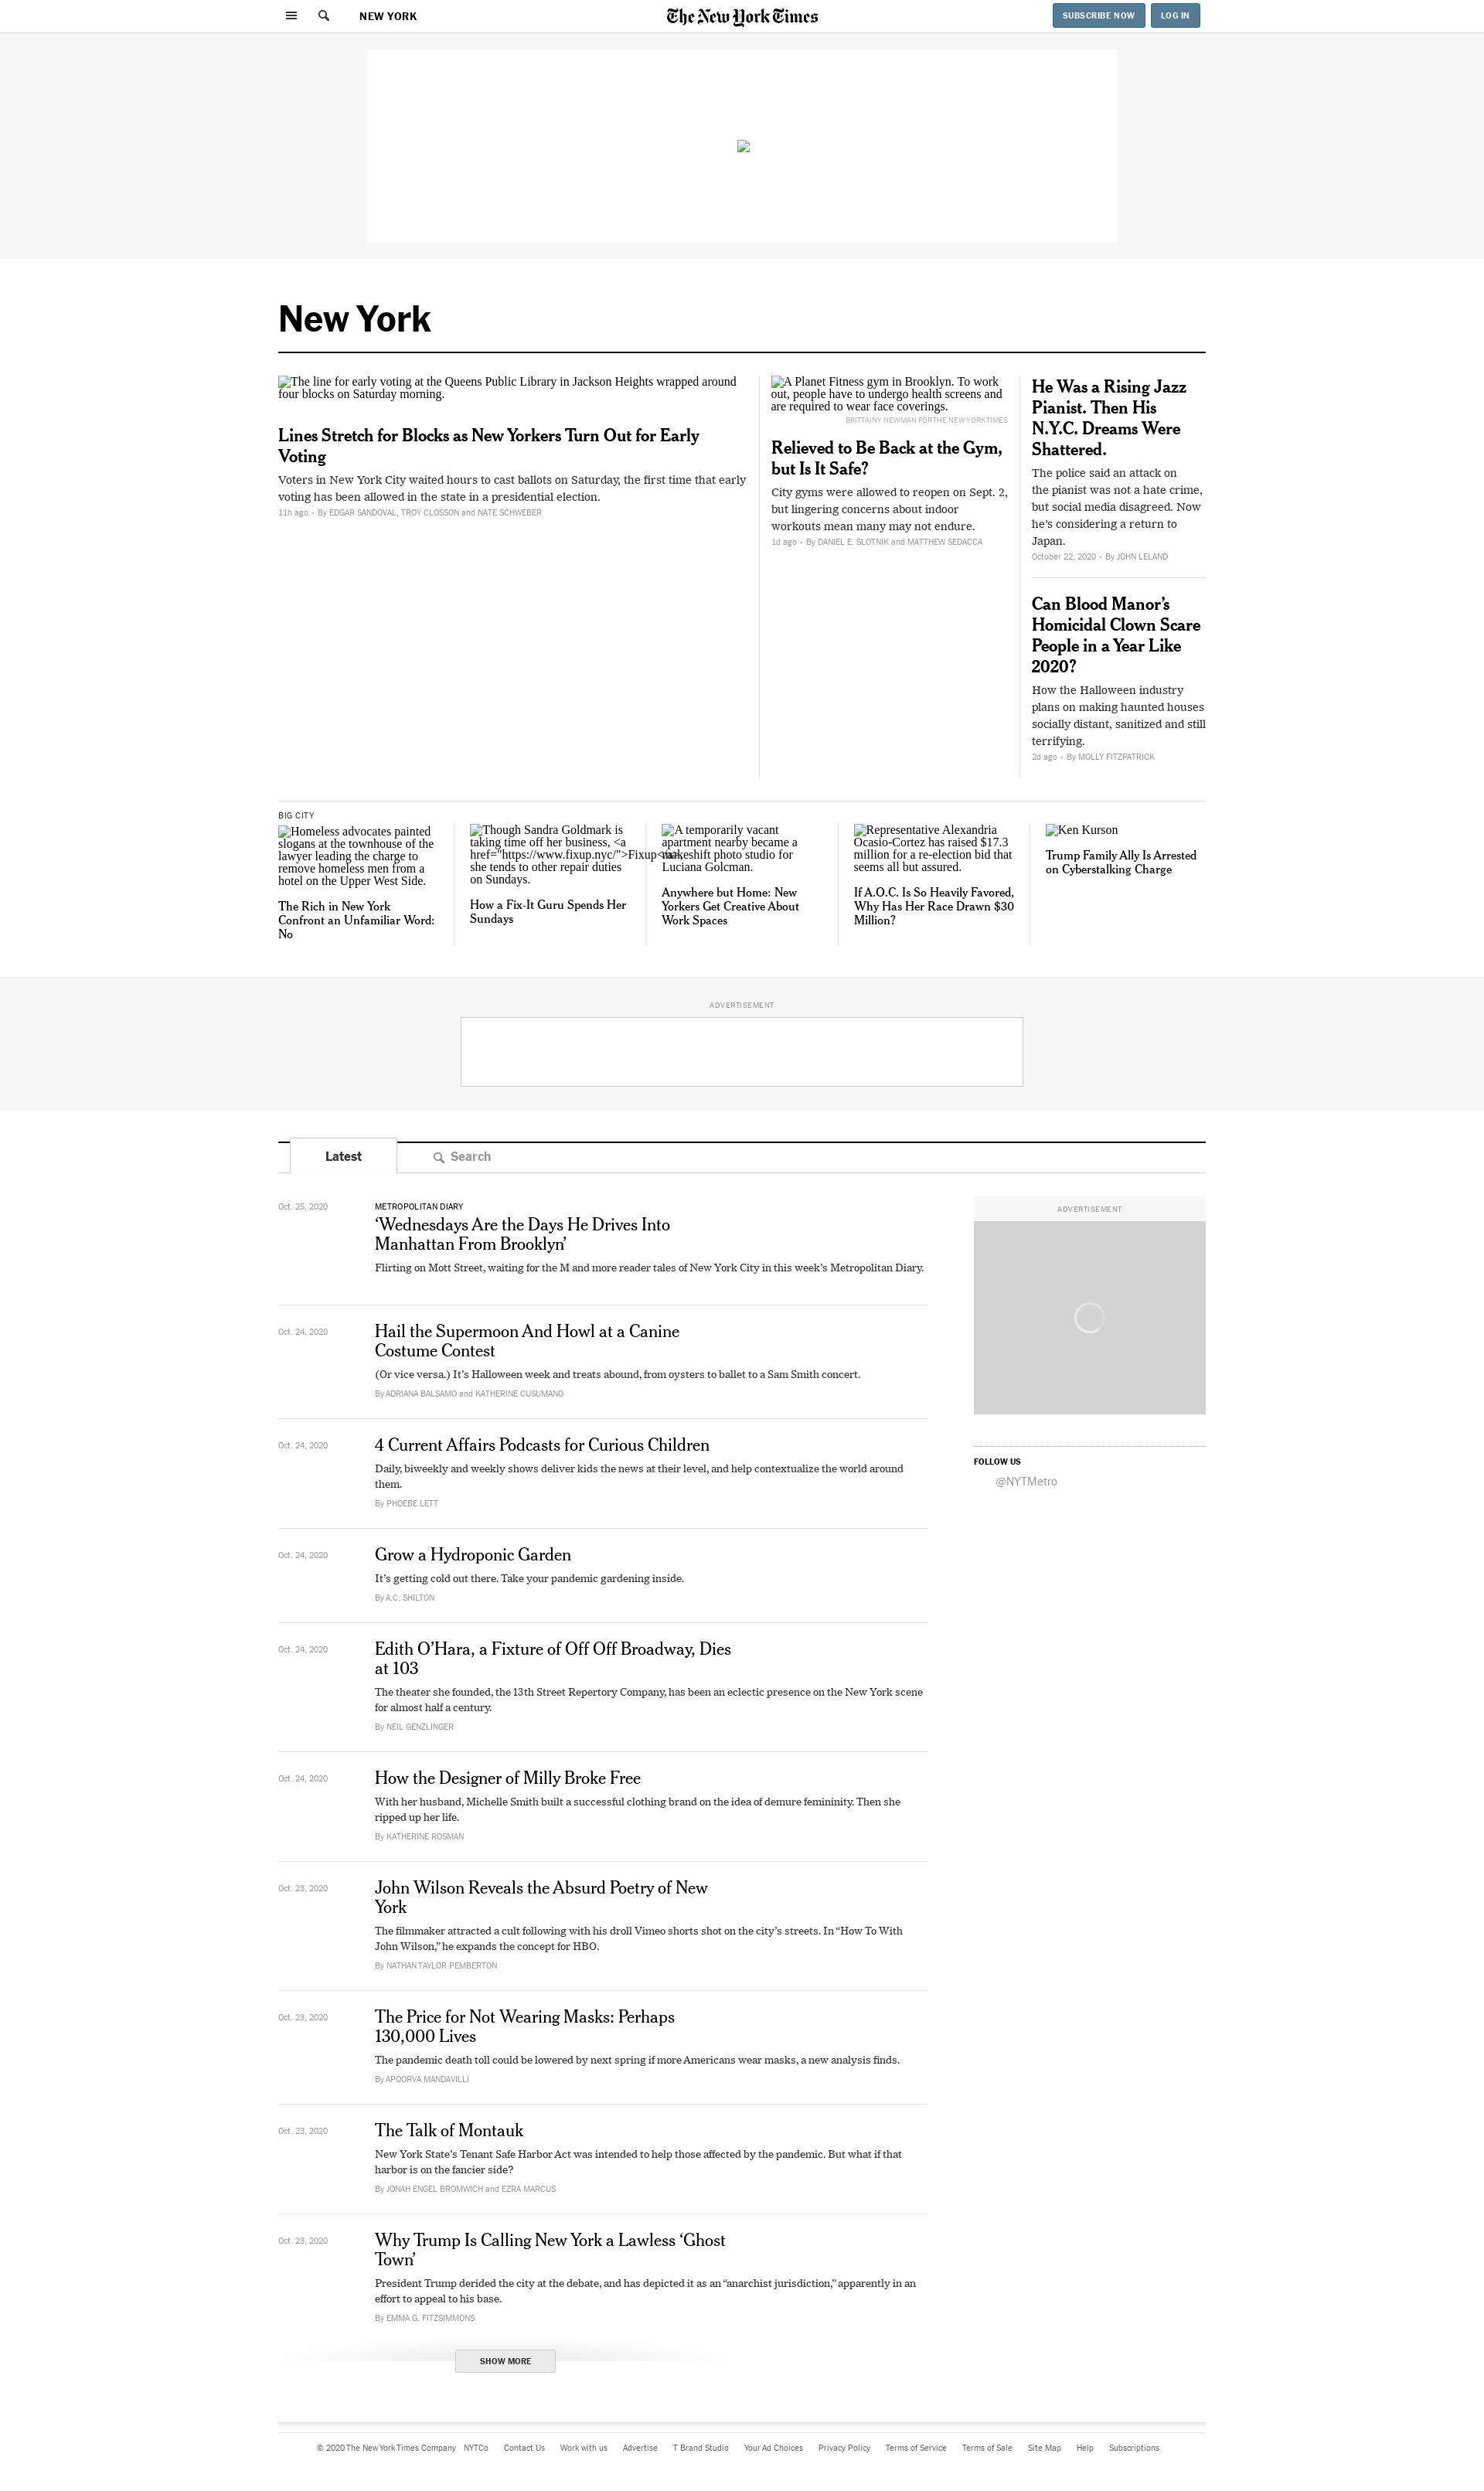 NEW YORK
The New York Times
SUBSCRIBE NOW
LOG IN
New York
The line for early voting at the Queens Public Library in Jackson Heights wrapped around
four blocks on Saturday morning.
Lines Stretch for Blocks as New Yorkers Turn Out for Early
Voting
Voters in New York City waited hours to cast ballots on Saturday, the first time that early
voting has been allowed in the state in a presidential election.
11h ago • By EDGAR SANDOVAL, TROY CLOSSON and NATE SCHWEBER
A Planet Fitness gym in Brooklyn. To work
out, people have to undergo health screens and
are required to wear face coverings.
BRITTAINY NEWMAN FOR THE NEW YORK TIMES
Relieved to Be Back at the Gym,
but Is It Safe?
City gyms were allowed to reopen on Sept. 2,
but lingering concerns about indoor
workouts mean many may not endure.
1d ago • By DANIEL E. SLOTNIK and MATTHEW SEDACCA
He Was a Rising Jazz
Pianist. Then His
N.Y.C. Dreams Were
Shattered.
The police said an attack on
the pianist was not a hate crime,
but social media disagreed. Now
he’s considering a return to
Japan.
October 22, 2020 • By JOHN LELAND
Can Blood Manor’s
Homicidal Clown Scare
People in a Year Like
2020?
How the Halloween industry
plans on making haunted houses
socially distant, sanitized and still
terrifying.
2d ago • By MOLLY FITZPATRICK
BIG CITY
Homeless advocates painted
slogans at the townhouse of the
lawyer leading the charge to
remove homeless men from a
hotel on the Upper West Side.
The Rich in New York
Confront an Unfamiliar Word:
No
Though Sandra Goldmark is
taking time off her business, <a
href="https://www.fixup.nyc/">Fixup</a>,
she tends to other repair duties
on Sundays.
How a Fix-It Guru Spends Her
Sundays
A temporarily vacant
apartment nearby became a
makeshift photo studio for
Luciana Golcman.
Anywhere but Home: New
Yorkers Get Creative About
Work Spaces
Representative Alexandria
Ocasio-Cortez has raised $17.3
million for a re-election bid that
seems all but assured.
If A.O.C. Is So Heavily Favored,
Why Has Her Race Drawn $30
Million?
Ken Kurson
Trump Family Ally Is Arrested
on Cyberstalking Charge
ADVERTISEMENT
Latest
Search
Oct. 25, 2020
METROPOLITAN DIARY
‘Wednesdays Are the Days He Drives Into
Manhattan From Brooklyn’
Flirting on Mott Street, waiting for the M and more reader tales of New York City in this week’s Metropolitan Diary.
ADVERTISEMENT
Oct. 24, 2020
Hail the Supermoon And Howl at a Canine
Costume Contest
(Or vice versa.) It’s Halloween week and treats abound, from oysters to ballet to a Sam Smith concert.
By ADRIANA BALSAMO and KATHERINE CUSUMANO
Oct. 24, 2020
4 Current Affairs Podcasts for Curious Children
Daily, biweekly and weekly shows deliver kids the news at their level, and help contextualize the world around
them.
By PHOEBE LETT
FOLLOW US
@NYTMetro
Oct. 24, 2020
Grow a Hydroponic Garden
It’s getting cold out there. Take your pandemic gardening inside.
By A.C. SHILTON
Oct. 24, 2020
Edith O’Hara, a Fixture of Off Off Broadway, Dies
at 103
The theater she founded, the 13th Street Repertory Company, has been an eclectic presence on the New York scene
for almost half a century.
By NEIL GENZLINGER
Oct. 24, 2020
How the Designer of Milly Broke Free
With her husband, Michelle Smith built a successful clothing brand on the idea of demure femininity. Then she
ripped up her life.
By KATHERINE ROSMAN
Oct. 23, 2020
John Wilson Reveals the Absurd Poetry of New
York
The filmmaker attracted a cult following with his droll Vimeo shorts shot on the city’s streets. In “How To With
John Wilson,” he expands the concept for HBO.
By NATHAN TAYLOR PEMBERTON
Oct. 23, 2020
The Price for Not Wearing Masks: Perhaps
130,000 Lives
The pandemic death toll could be lowered by next spring if more Americans wear masks, a new analysis finds.
By APOORVA MANDAVILLI
Oct. 23, 2020
The Talk of Montauk
New York State’s Tenant Safe Harbor Act was intended to help those affected by the pandemic. But what if that
harbor is on the fancier side?
By JONAH ENGEL BROMWICH and EZRA MARCUS
Oct. 23, 2020
Why Trump Is Calling New York a Lawless ‘Ghost
Town’
President Trump derided the city at the debate, and has depicted it as an “anarchist jurisdiction,” apparently in an
effort to appeal to his base.
By EMMA G. FITZSIMMONS
SHOW MORE
© 2020 The New York Times Company NYTCo Contact Us Work with us Advertise T Brand Studio Your Ad Choices Privacy Policy Terms of Service Terms of Sale Site Map Help Subscriptions